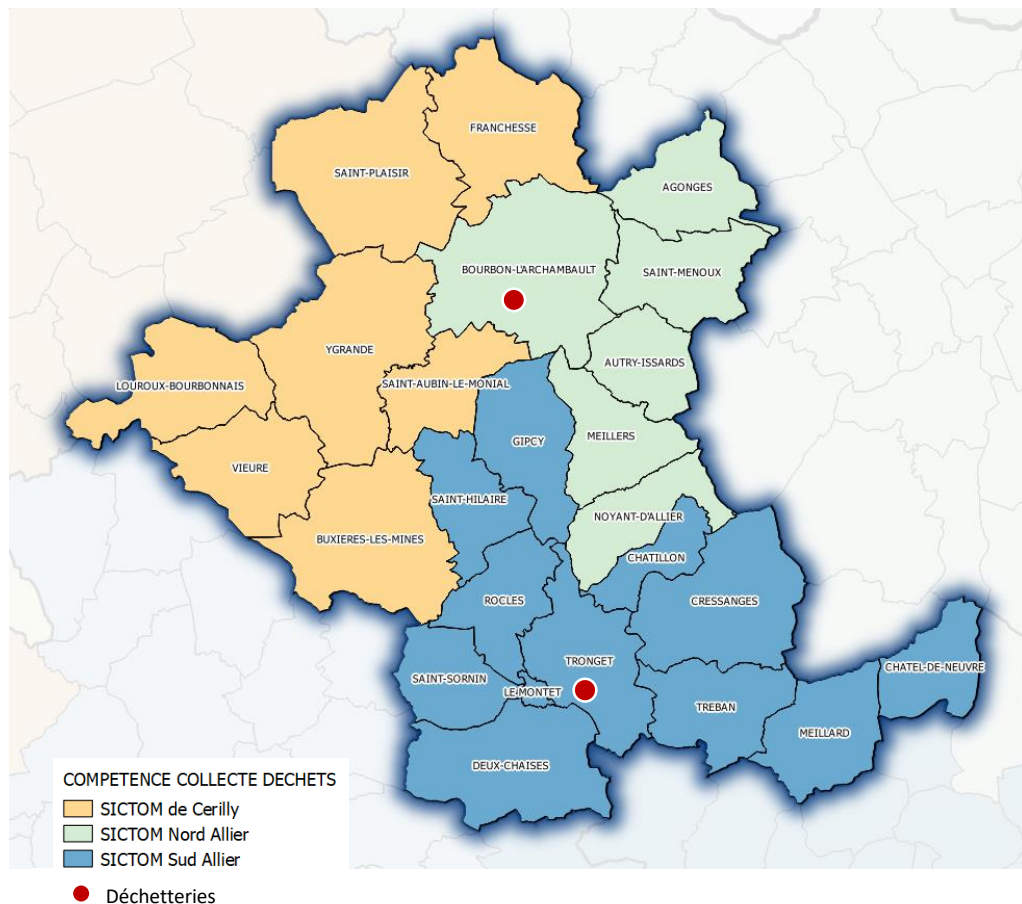 FRANCHESSE
SAINT-PLAISIR
AGONGES
BOURBON-L'ARCHAMBAULT
SAINT-MENOUX
YGRANDE
AUTRY-ISSARDS
LOUROUX-BOURBONNAIS
SAINT-AUBIN-LE-MONIAL
GIPCY
MEILLERS
VIEURE
SAINT-HILAIRE
NOYANT-D'ALLIER
BUXIERES-LES-MINES
CHATILLON
ROCLES
CRESSANGES
TRONGET
CHATEL-DE-NEUVRE
SAINT-SORNIN
LE MONTET
TREBAN
MEILLARD
DEUX-CHAISES
COMPETENCE COLLECTE DECHETS
SICTOM de Cerilly
SICTOM Nord Allier
SICTOM Sud Allier
Déchetteries